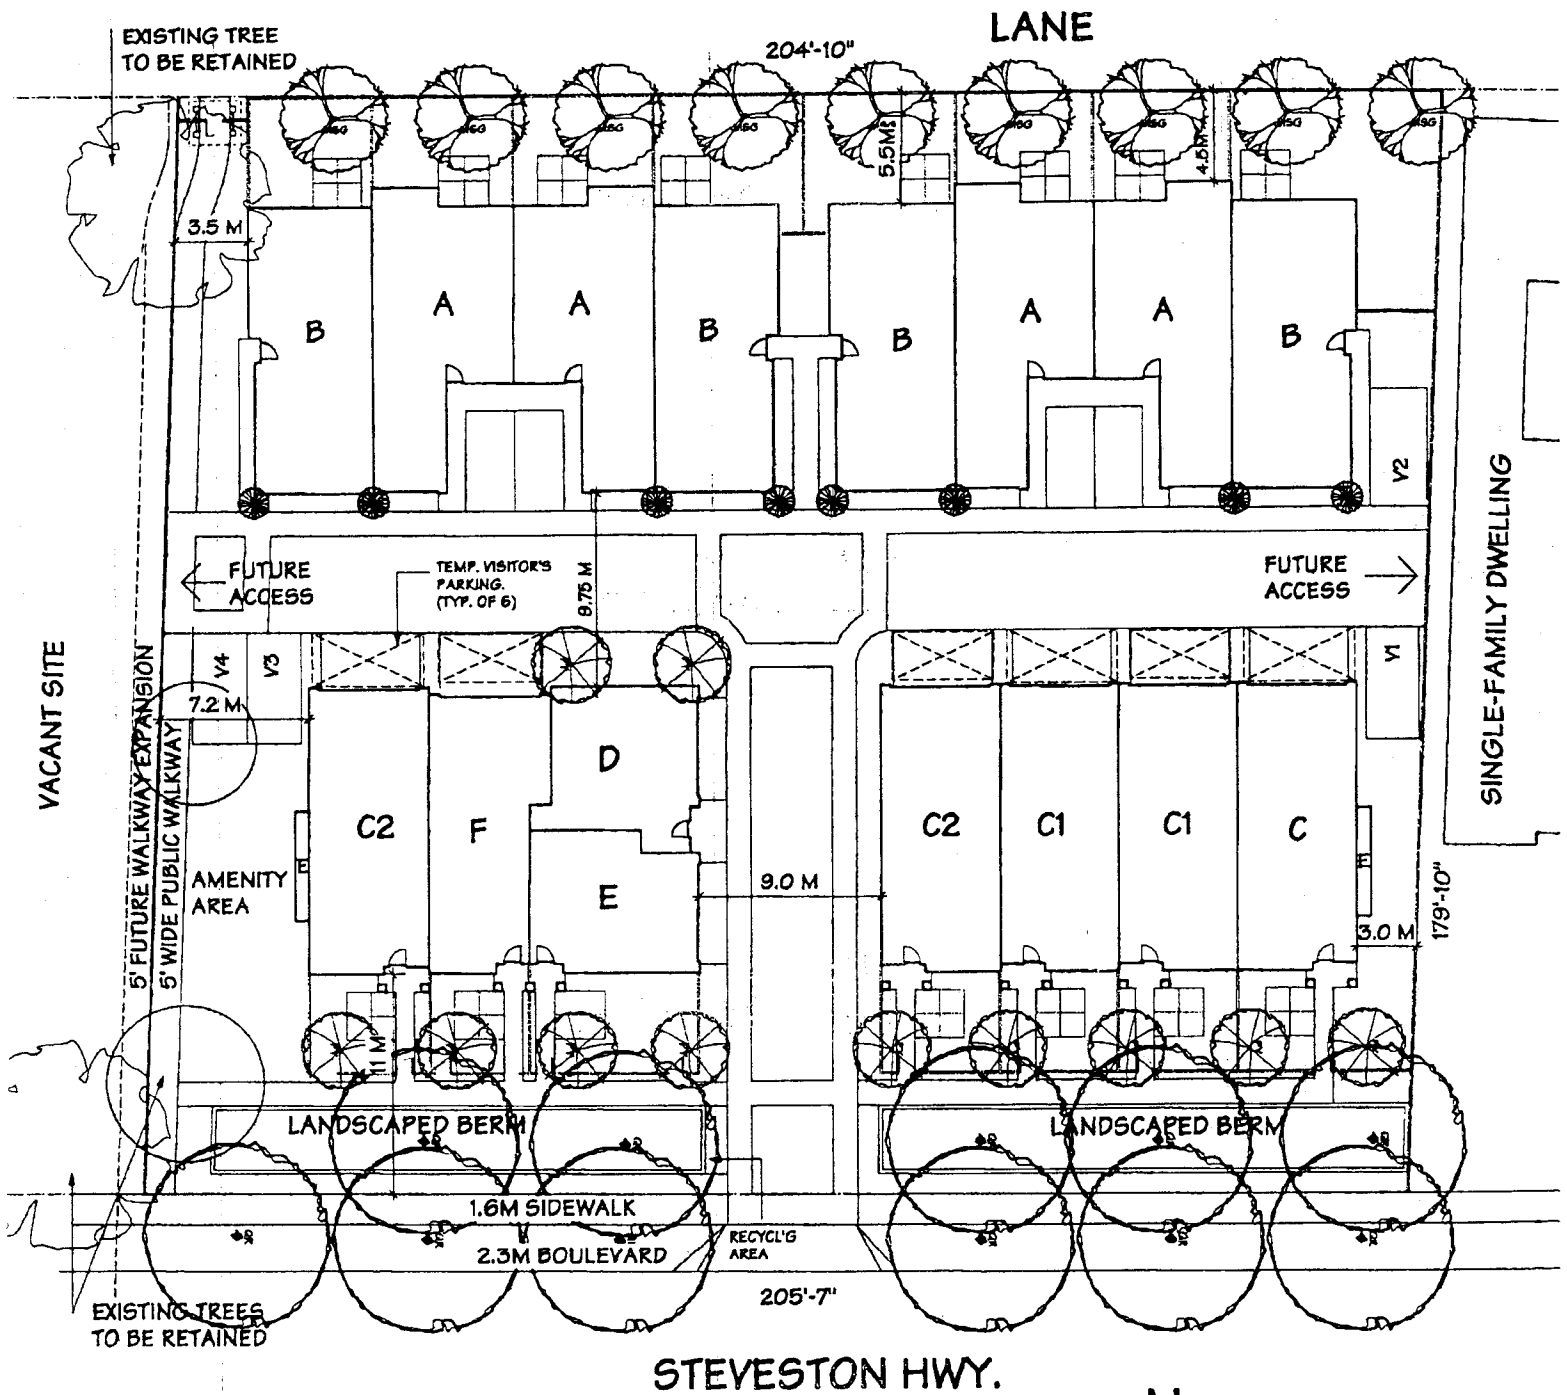 LANE
EXISTING TREE
TO BE RETAINED
204'-10"
5.5M
4.5M
3.5 M
B
A
A
B
B
A
A
B
V2
FUTURE
ACCESS
TEMP. VISITOR'S
PARKING.
(TYP. OF 6)
9.75 M
FUTURE
ACCESS
V4
V3
V1
7.2 M
VACANT SITE
5' FUTURE WALKWAY EXPANSION
5' WIDE PUBLIC WALKWAY
SINGLE-FAMILY DWELLING
C2
F
D
E
C2
C1
C1
C
E
E
AMENITY
AREA
9.0 M
3.0 M
179'-10"
11 M
LANDSCAPED BERM
LANDSCAPED BERM
1.6M SIDEWALK
2.3M BOULEVARD
RECYCL'G
AREA
EXISTING TREES
TO BE RETAINED
205'-7"
STEVESTON HWY.